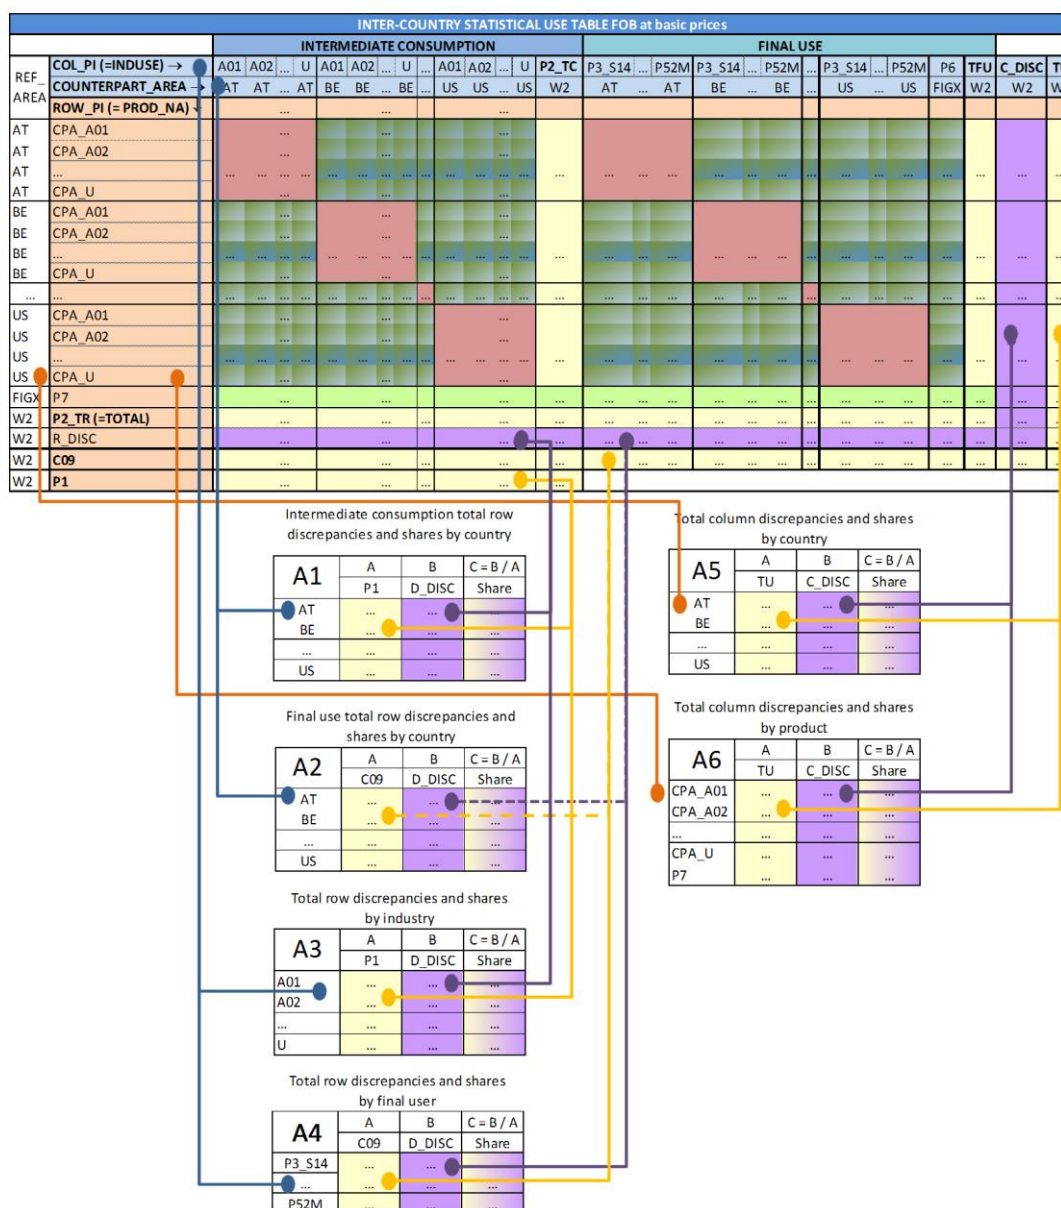 INTER-COUNTRY STATISTICAL USE TABLE FOB at basic prices
INTERMEDIATE CONSUMPTION FINAL USE
REF_AREA COL_PI (=INDUSE) → A01 A02 ... U A01 A02 ... U ... A01 A02 ... U P2_TC P3_S14 ... P52M P3_S14 ... P52M ... P3_S14 ... P52M P6 TFU C_DISC
COUNTERPART_AREA → AT AT ... AT BE BE ... BE ... US US ... US W2 AT ... AT BE ... BE ... US ... US FIGX W2 W2
ROW_PI (= PROD_NA) ... ... ...
AT CPA_A01 ... ... ...
AT CPA_A02 ... ... ...
AT ... ... ... ... ... ... ... ... ... ... ... ... ... ... ... ... ... ... ... ... ... ... ... ... ... ... ...
AT CPA_U ... ... ...
BE CPA_A01 ... ... ...
BE CPA_A02 ... ... ...
BE ... ... ... ... ... ... ... ... ... ... ... ... ... ... ... ... ... ... ... ... ... ... ... ... ... ... ...
BE CPA_U ... ... ...
... ... ... ... ... ... ... ... ... ... ... ... ... ... ... ... ... ... ... ... ... ... ... ... ... ... ...
US CPA_A01 ... ... ...
US CPA_A02 ... ... ...
US ... ... ... ... ... ... ... ... ... ... ... ... ... ... ... ... ... ... ... ... ... ... ... ... ... ... ...
US CPA_U ... ... ...
FIGX P7 ... ... ... ... ... ... ... ... ... ... ... ... ... ... ... ... ...
W2 P2_TR (=TOTAL) ... ... ... ... ... ... ... ... ... ... ... ... ... ... ... ... ...
W2 R_DISC ... ... ... ... ... ... ... ... ... ... ... ... ... ... ... ... ...
W2 C09 ... ... ... ... ... ... ... ... ... ... ... ... ... ... ... ...
W2 P1 ... ... ... ... ...
Intermediate consumption total row
discrepancies and shares by country
A1 A B C = B / A
P1 D_DISC Share
AT ... ... ...
BE ... ... ...
... ... ... ...
US ... ... ...
Final use total row discrepancies and
shares by country
A2 A B C = B / A
C09 D_DISC Share
AT ... ... ...
BE ... ... ...
... ... ... ...
US ... ... ...
Total row discrepancies and shares
by industry
A3 A B C = B / A
P1 D_DISC Share
A01 ... ... ...
A02 ... ... ...
... ... ... ...
U ... ... ...
Total row discrepancies and shares
by final user
A4 A B C = B / A
C09 D_DISC Share
P3_S14 ... ... ...
... ... ... ...
P52M ... ... ...
Total column discrepancies and shares
by country
A5 A B C = B / A
TU C_DISC Share
AT ... ... ...
BE ... ... ...
... ... ... ...
US ... ... ...
Total column discrepancies and shares
by product
A6 A B C = B / A
TU C_DISC Share
CPA_A01 ... ... ...
CPA_A02 ... ... ...
... ... ... ...
CPA_U ... ... ...
P7 ... ... ...